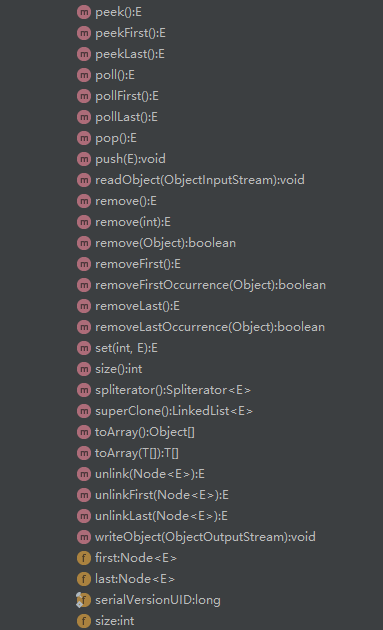 peek():E
peekFirst():E
peekLast():E
poll():E
pollFirst():E
pollLast():E
pop():E
push(E):void
readObject(ObjectInputStream):void
remove():E
remove(int):E
remove(Object):boolean
removeFirst():E
removeFirstOccurrence(Object):boolean
removeLast():E
removeLastOccurrence(Object):boolean
set(int, E):E
size():int
spliterator():Spliterator<E>
superClone():LinkedList<E>
toArray():Object[]
toArray(T[]):T[]
unlink(Node<E>):E
unlinkFirst(Node<E>):E
unlinkLast(Node<E>):E
writeObject(ObjectOutputStream):void
first:Node<E>
last:Node<E>
serialVersionUID:long
size:int